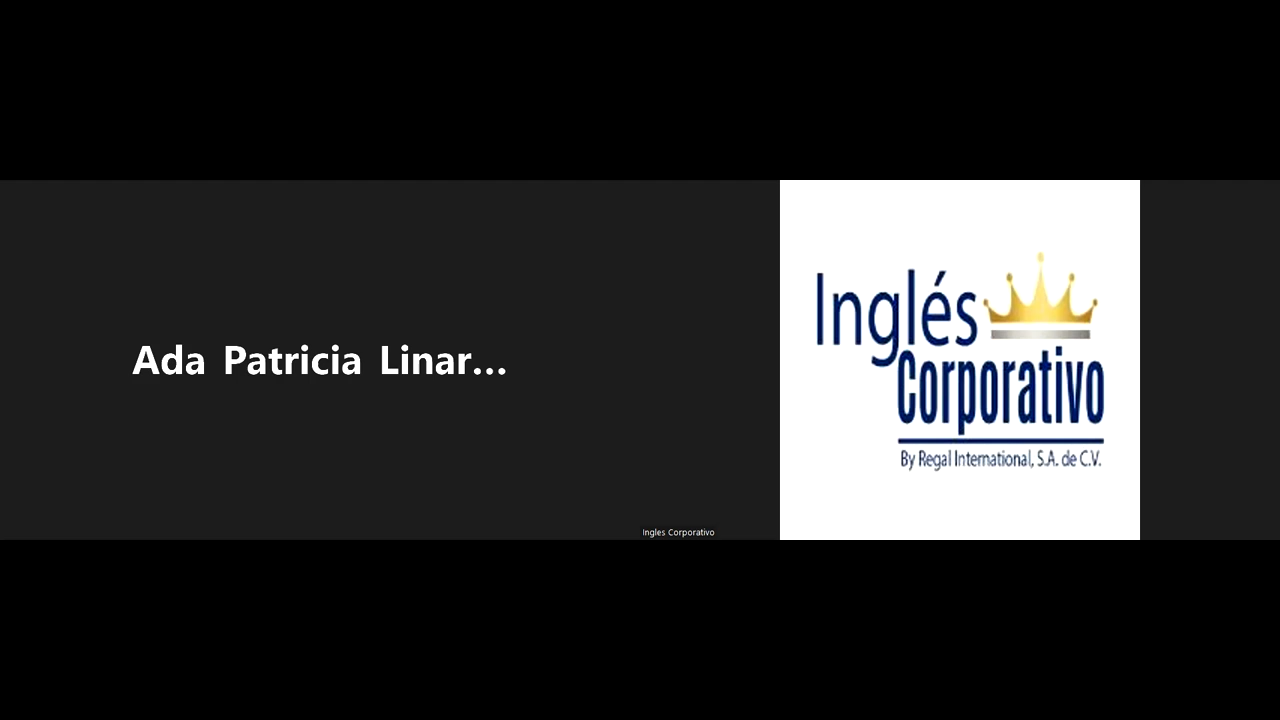 Ada Patricia Linar...
Inglés
Corporativo
By Regal International, S.A. de C.V.
Ingles Corporativo